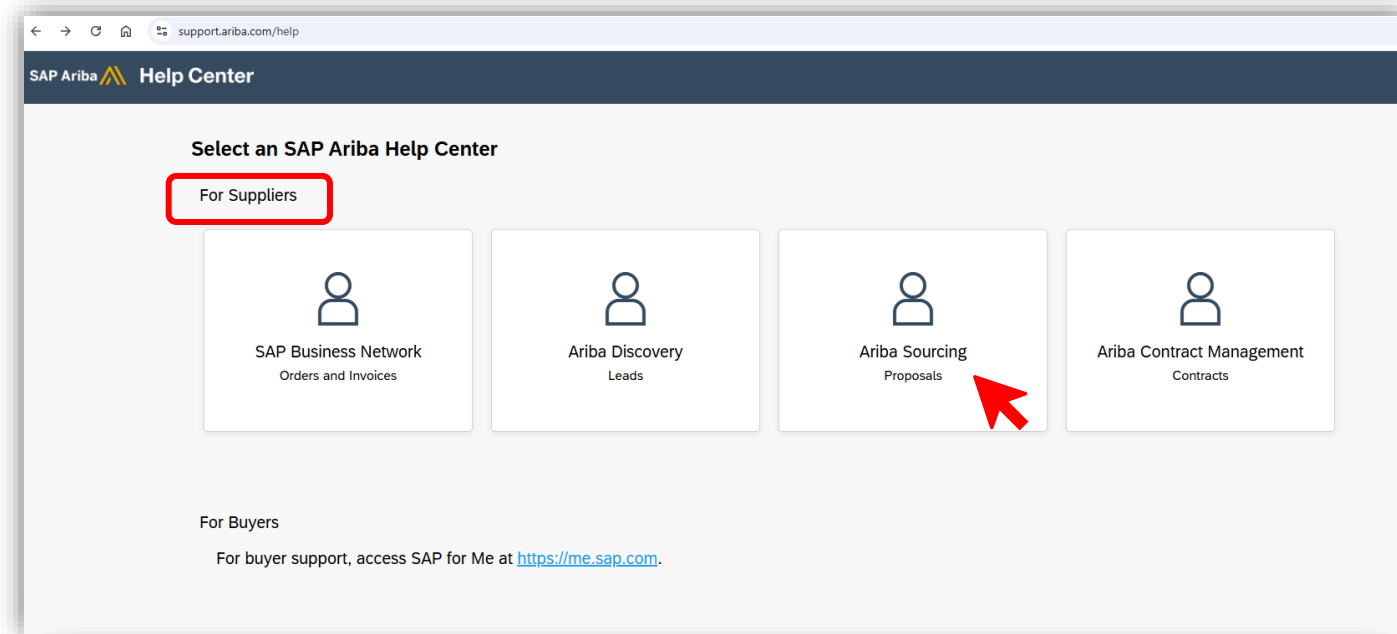 support.ariba.com/help
SAP Ariba Help Center
Select an SAP Ariba Help Center
For Suppliers
SAP Business Network
Orders and Invoices
Ariba Discovery
Leads
Ariba Sourcing
Proposals
Ariba Contract Management
Contracts
For Buyers
For buyer support, access SAP for Me at https://me.sap.com.